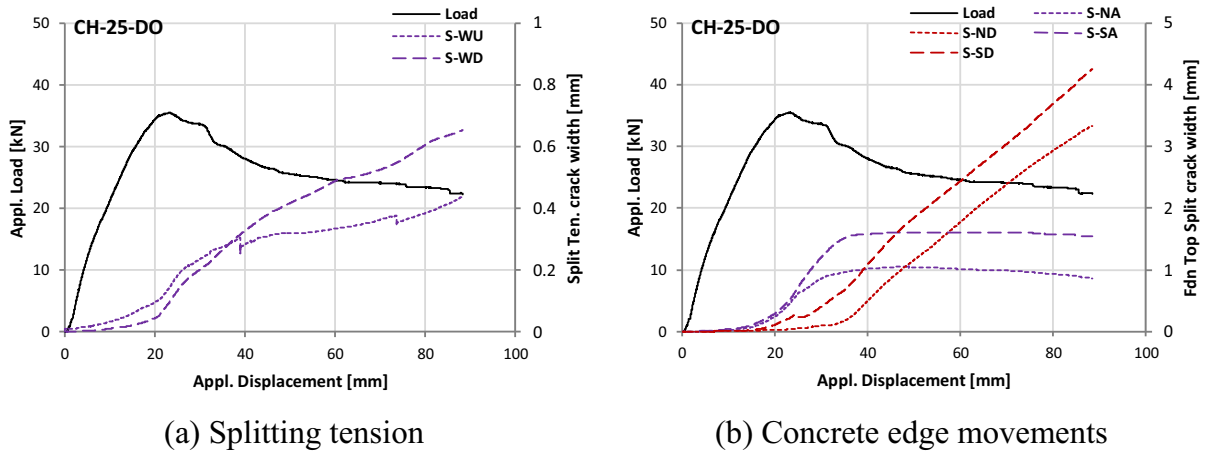 CH-25-DO
Load
S-WU
S-WD
50
40
30
20
10
0
Appl. Load [kN]
1
0.8
0.6
0.4
0.2
0
Split Ten. crack width [mm]
0 20 40 60 80 100
Appl. Displacement [mm]
(a) Splitting tension
CH-25-DO
Load S-NA
S-ND S-SA
S-SD
50
40
30
20
10
0
Appl. Load [kN]
5
4
3
2
1
0
Fdn Top Split crack width [mm]
0 20 40 60 80 100
Appl. Displacement [mm]
(b) Concrete edge movements